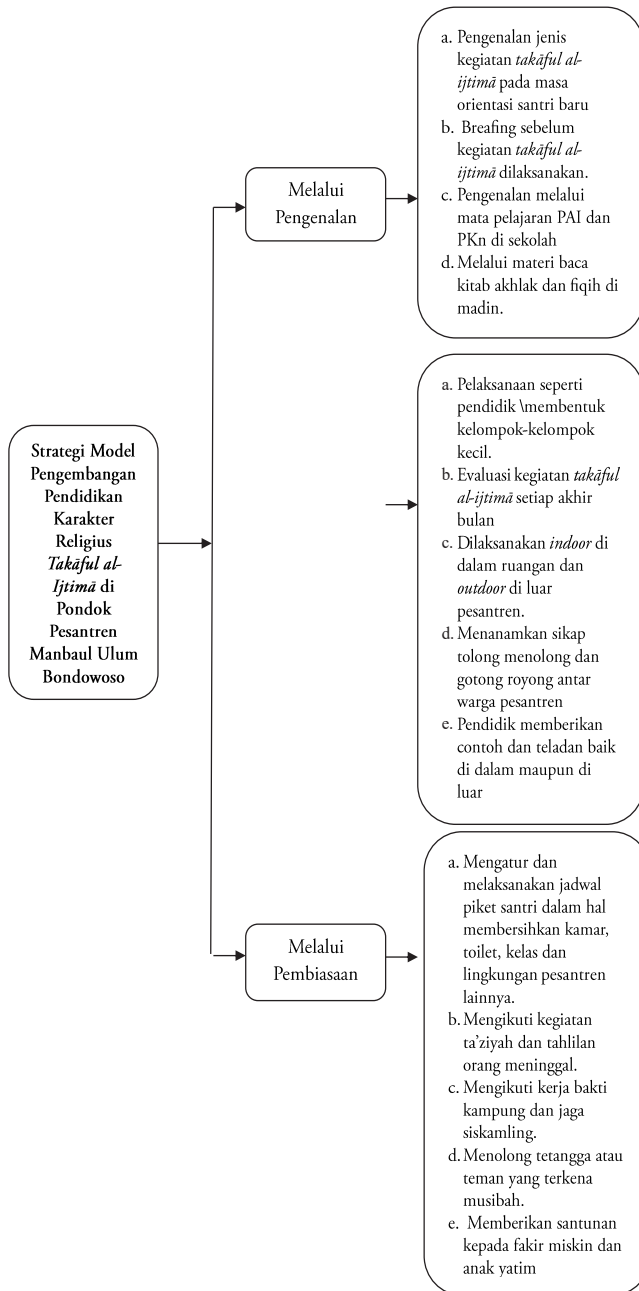 Strategi Model
Pengembangan
Pendidikan
Karakter
Religius
Takāful al-
Ijtimā di
Pondok
Pesantren
Manbaul Ulum
Bondowoso
Melalui
Pengenalan
a. Pengenalan jenis
kegiatan takāful al-
ijtimā pada masa
orientasi santri baru
b. Breafing sebelum
kegiatan takāful al-
ijtimā dilaksanakan.
c. Pengenalan melalui
mata pelajaran PAI dan
PKn di sekolah
d. Melalui materi baca
kitab akhlak dan fiqih di
madin.
a. Pelaksanaan seperti
pendidik \membentuk
kelompok-kelompok
kecil.
b. Evaluasi kegiatan takāful
al-ijtimā setiap akhir
bulan
c. Dilaksanakan indoor di
dalam ruangan dan
outdoor di luar
pesantren.
d. Menanamkan sikap
tolong menolong dan
gotong royong antar
warga pesantren
e. Pendidik memberikan
contoh dan teladan baik
di dalam maupun di
luar
Melalui
Pembiasaan
a. Mengatur dan
melaksanakan jadwal
piket santri dalam hal
membersihkan kamar,
toilet, kelas dan
lingkungan pesantren
lainnya.
b. Mengikuti kegiatan
ta’ziyah dan tahlilan
orang meninggal.
c. Mengikuti kerja bakti
kampung dan jaga
siskamling.
d. Menolong tetangga atau
teman yang terkena
musibah.
e. Memberikan santunan
kepada fakir miskin dan
anak yatim